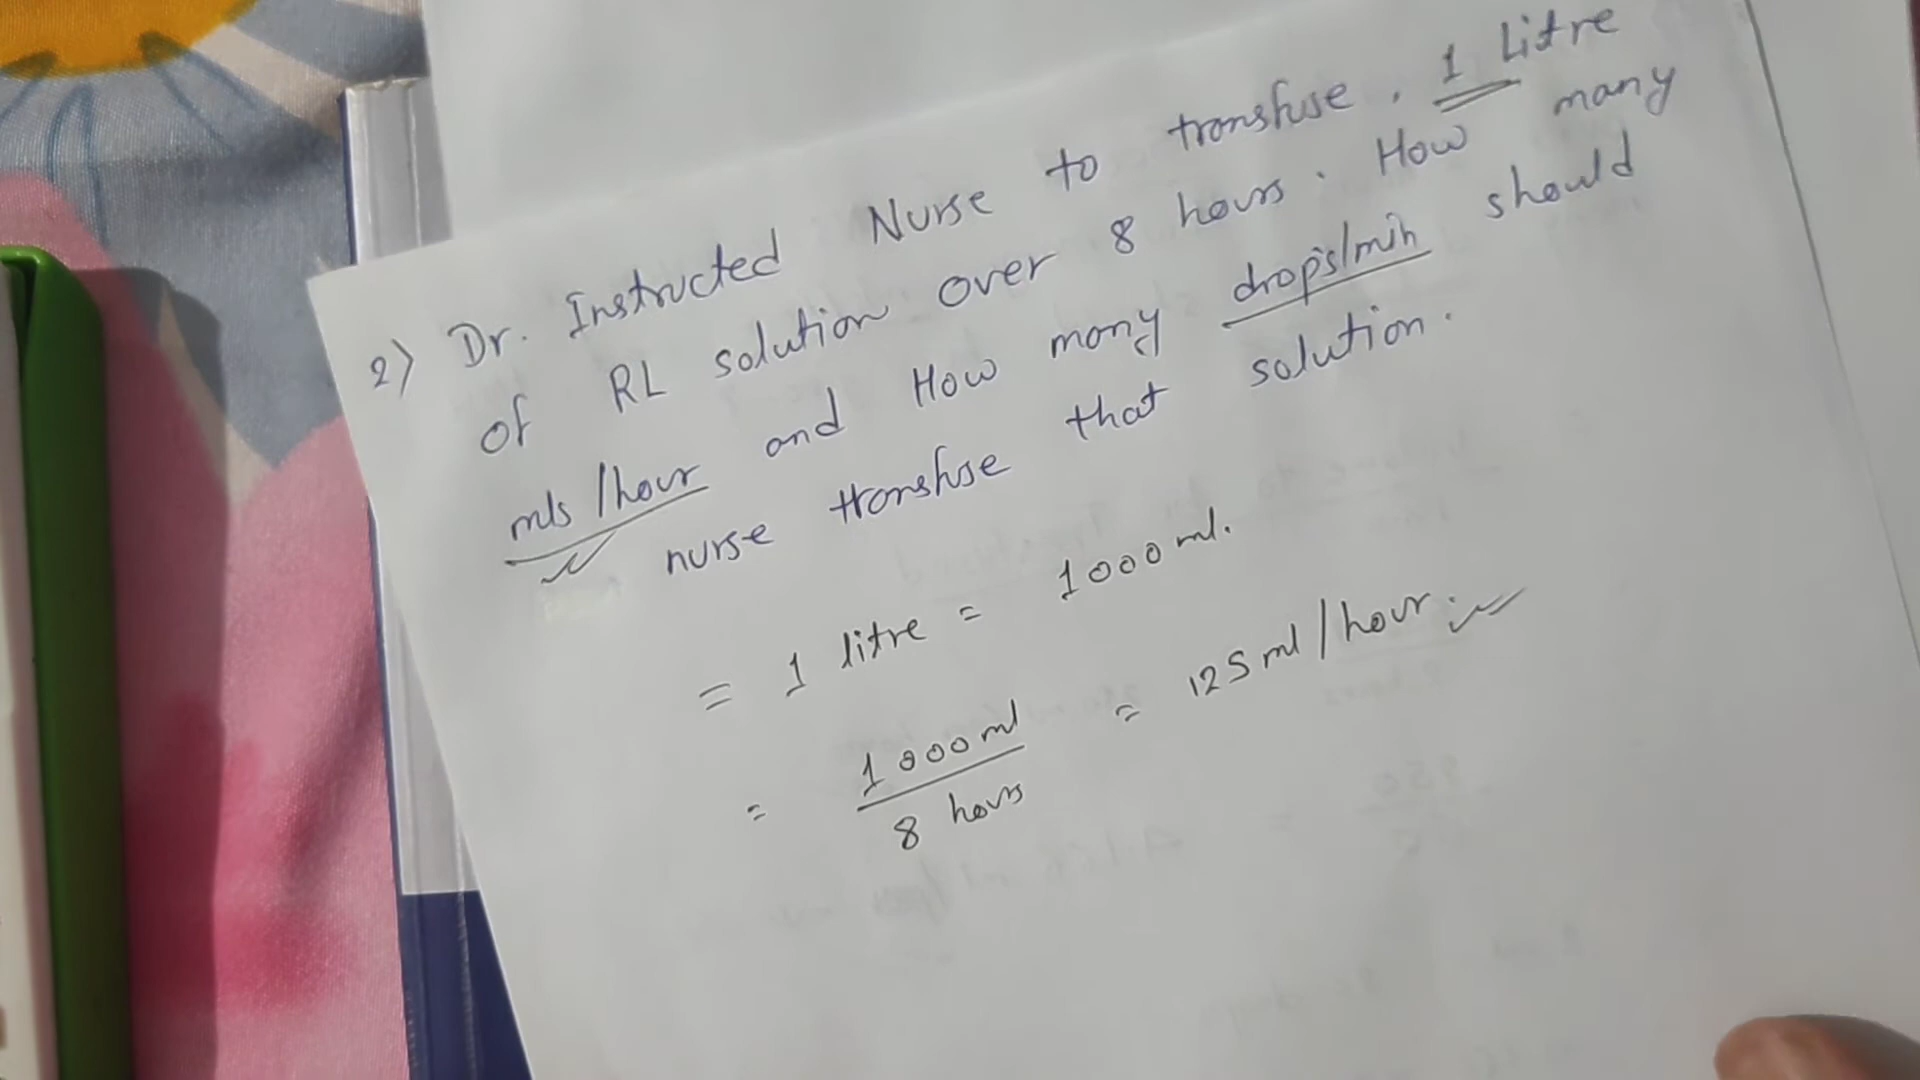 2) Dr. Instructed Nurse to transfuse . 1 Litre
of RL solution over 8 hours . How many
mls /hour and How many drops/min should
nurse transfuse that solution .
= 1 litre = 1000 ml.
= 1000 ml = 125 ml / hour .
8 hours